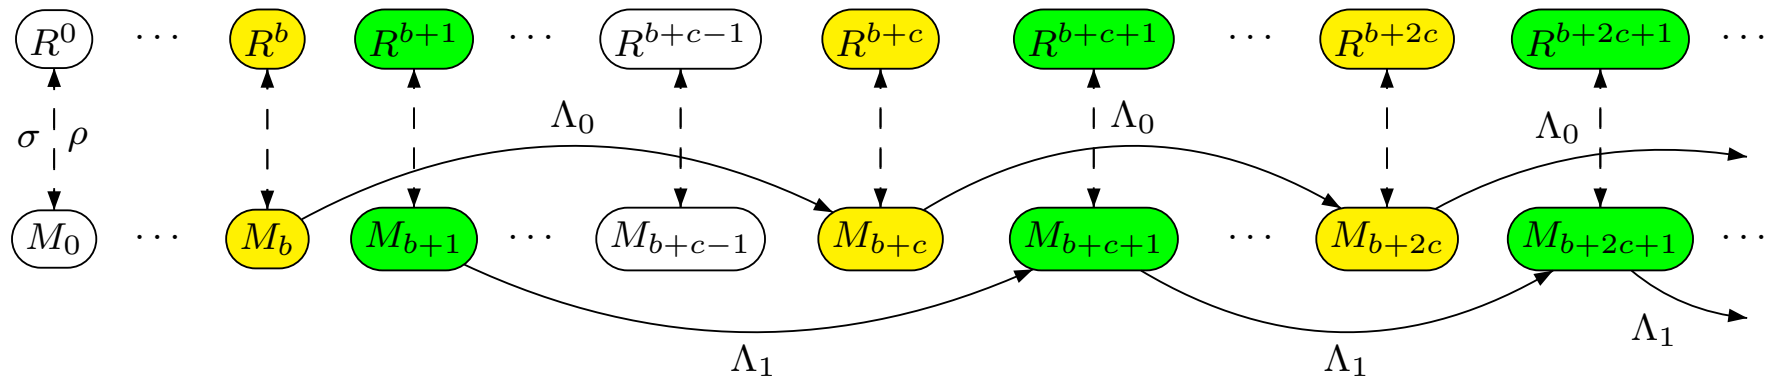 R^0 ⋯ R^b R^{b+1} ⋯ R^{b+c−1} R^{b+c} R^{b+c+1} ⋯ R^{b+2c} R^{b+2c+1} ⋯
Λ_0 Λ_0 Λ_0
σ ρ
M_0 ⋯ M_b M_{b+1} ⋯ M_{b+c−1} M_{b+c} M_{b+c+1} ⋯ M_{b+2c} M_{b+2c+1} ⋯
Λ_1 Λ_1 Λ_1